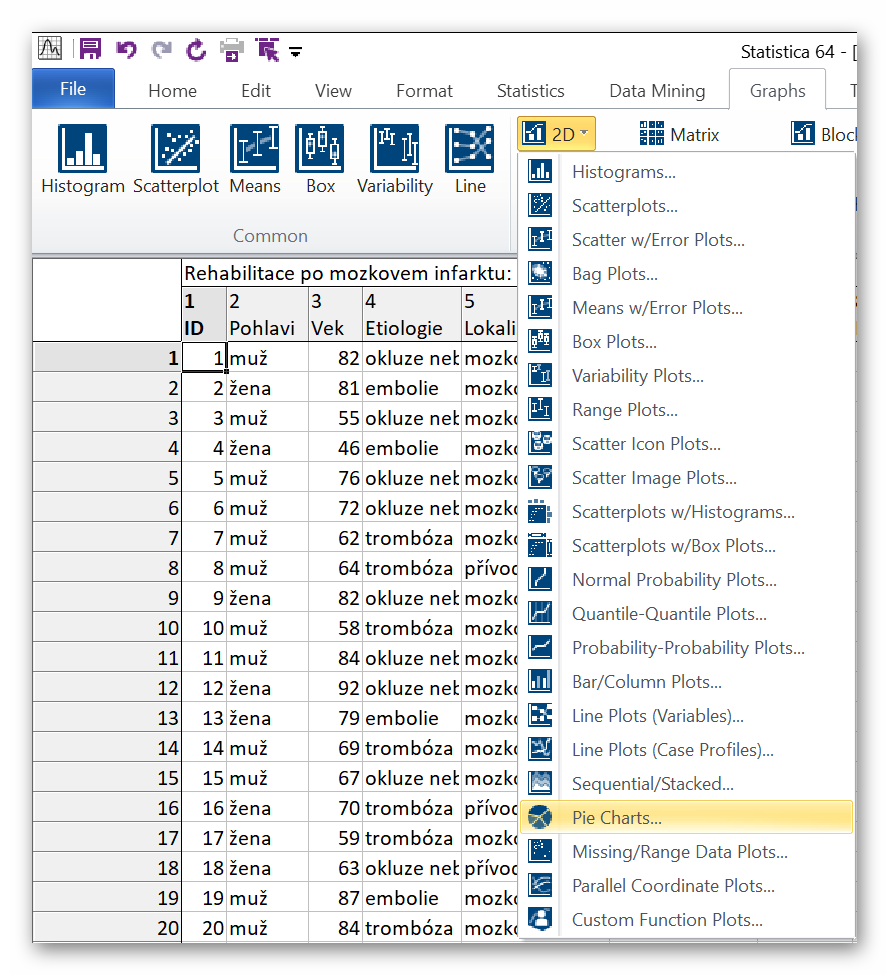 Statistica 64 - [
File Home Edit View Format Statistics Data Mining Graphs T
2D Matrix Bloc
Histogram Scatterplot Means Box Variability Line
Common
Histograms...
Scatterplots...
Scatter w/Error Plots...
Bag Plots...
Means w/Error Plots...
Box Plots...
Variability Plots...
Range Plots...
Scatter Icon Plots...
Scatter Image Plots...
Scatterplots w/Histograms...
Scatterplots w/Box Plots...
Normal Probability Plots...
Quantile-Quantile Plots...
Probability-Probability Plots...
Bar/Column Plots...
Line Plots (Variables)...
Line Plots (Case Profiles)...
Sequential/Stacked...
Pie Charts...
Missing/Range Data Plots...
Parallel Coordinate Plots...
Custom Function Plots...
Rehabilitace po mozkovem infarktu:
1 2 3 4 5
ID Pohlavi Vek Etiologie Lokali
1 1 muž 82 okluze neb mozko
2 2 žena 81 embolie mozko
3 3 muž 55 okluze neb mozko
4 4 žena 46 embolie mozko
5 5 muž 76 okluze neb mozko
6 6 muž 72 okluze neb mozko
7 7 muž 62 trombóza mozko
8 8 muž 64 trombóza přívod
9 9 žena 82 okluze neb mozko
10 10 muž 58 trombóza mozko
11 11 muž 84 okluze neb mozko
12 12 žena 92 okluze neb mozko
13 13 žena 79 embolie mozko
14 14 muž 69 trombóza mozko
15 15 muž 67 okluze neb mozko
16 16 žena 70 trombóza přívod
17 17 žena 59 trombóza mozko
18 18 žena 63 okluze neb přívod
19 19 muž 87 embolie mozko
20 20 muž 84 trombóza mozko